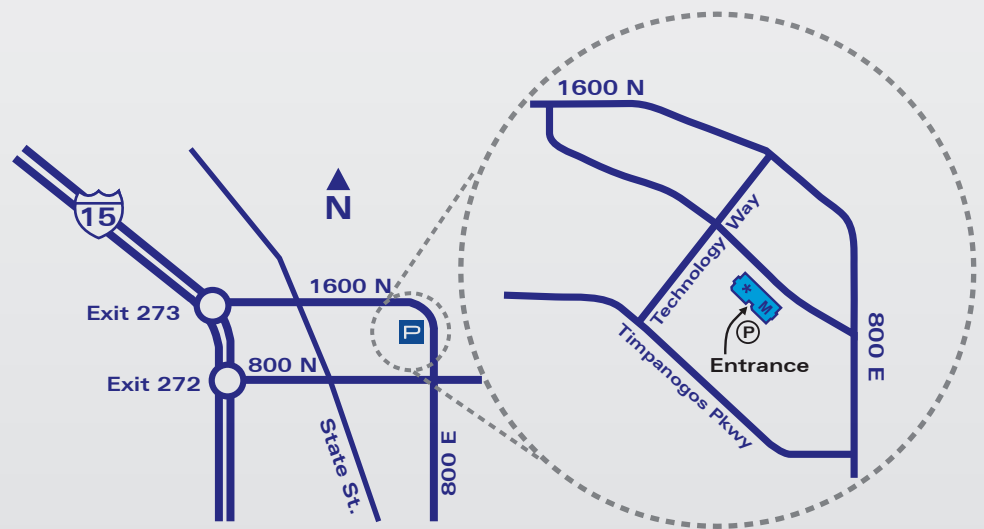 15
N
1600 N
Exit 273
P
800 N
Exit 272
State St.
800 E
1600 N
Technology Way
* M
P
Entrance
Timpanogos Pkwy
800 E